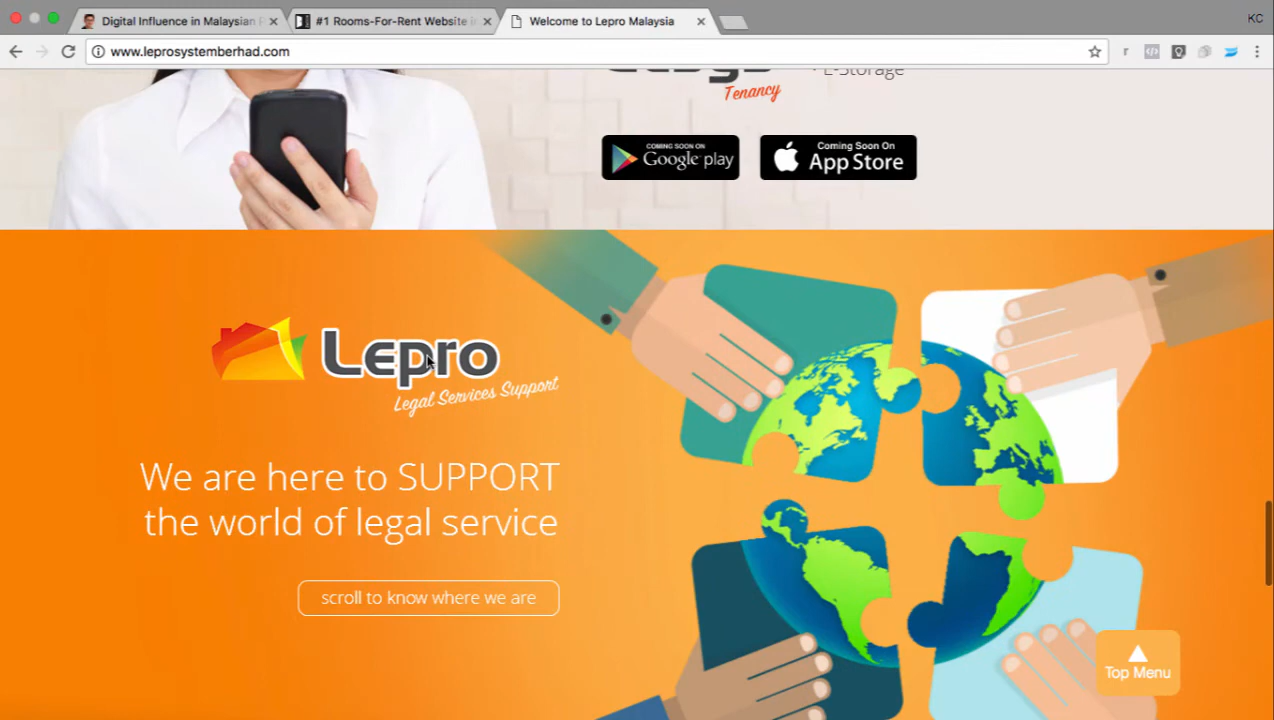 Digital Influence in Malaysian
#1 Rooms-For-Rent Website i
Welcome to Lepro Malaysia
KC
www.leprosystemberhad.com
E-Storage
Tenancy
COMING SOON ON
Google play
Coming Soon On
App Store
Lepro
Legal Services Support
We are here to SUPPORT
the world of legal service
scroll to know where we are
Top Menu